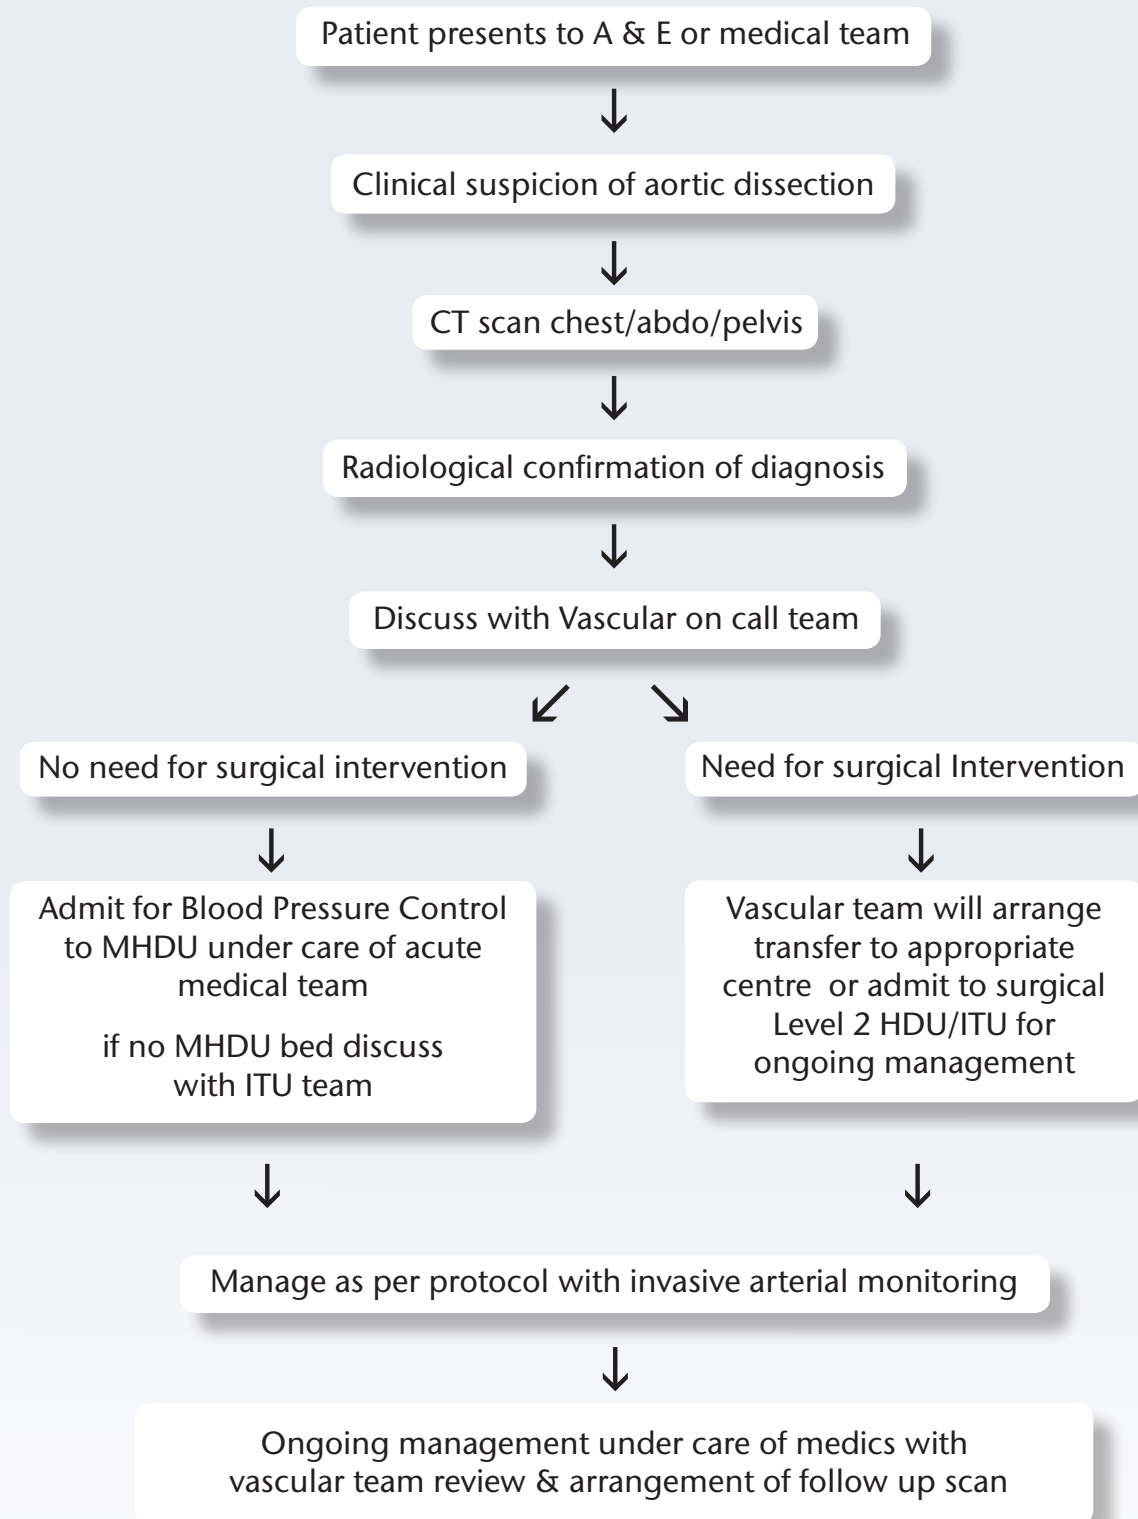 Patient presents to A & E or medical team
Clinical suspicion of aortic dissection
CT scan chest/abdo/pelvis
Radiological confirmation of diagnosis
Discuss with Vascular on call team
No need for surgical intervention
Need for surgical Intervention
Admit for Blood Pressure Control
to MHDU under care of acute
medical team
if no MHDU bed discuss
with ITU team
Vascular team will arrange
transfer to appropriate
centre or admit to surgical
Level 2 HDU/ITU for
ongoing management
Manage as per protocol with invasive arterial monitoring
Ongoing management under care of medics with
vascular team review & arrangement of follow up scan